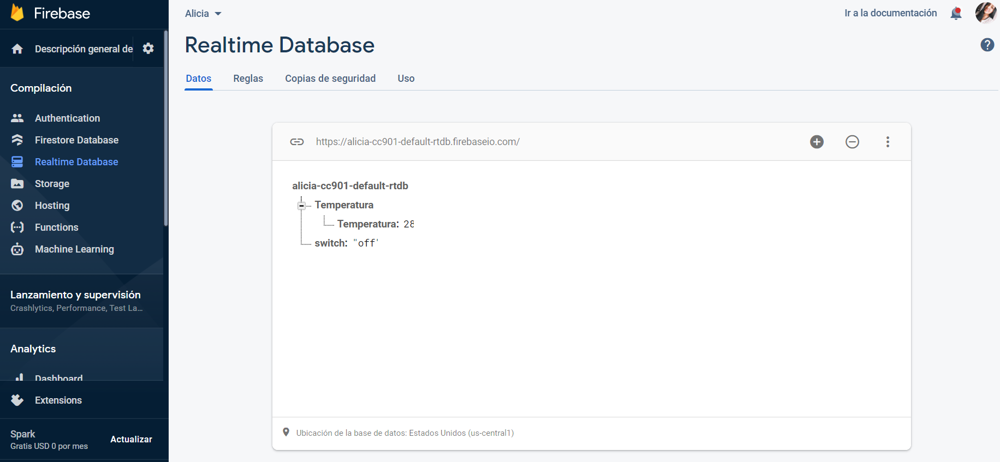 Firebase
Descripción general de
Compilación
Authentication
Firestore Database
Realtime Database
Storage
Hosting
Functions
Machine Learning
Lanzamiento y supervisión
Crashlytics, Performance, Test La...
Analytics
Dashboard
Extensions
Spark
Gratis USD 0 por mes
Actualizar
Alicia
Ir a la documentación
Realtime Database
?
Datos Reglas Copias de seguridad Uso
https://alicia-cc901-default-rtdb.firebaseio.com/
alicia-cc901-default-rtdb
Temperatura
Temperatura: 28
switch: "off'
Ubicación de la base de datos: Estados Unidos (us-central1)